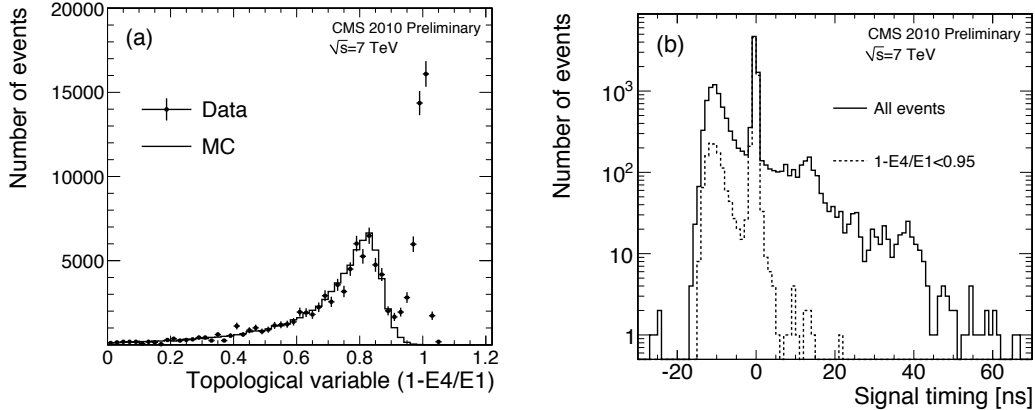 (a)
CMS 2010 Preliminary
√s=7 TeV
Data
MC
Number of events
20000
15000
10000
5000
0
0 0.2 0.4 0.6 0.8 1 1.2
Topological variable (1-E4/E1)
(b)
CMS 2010 Preliminary
√s=7 TeV
All events
1-E4/E1<0.95
Number of events
10³
10²
10
1
-20 0 20 40 60
Signal timing [ns]